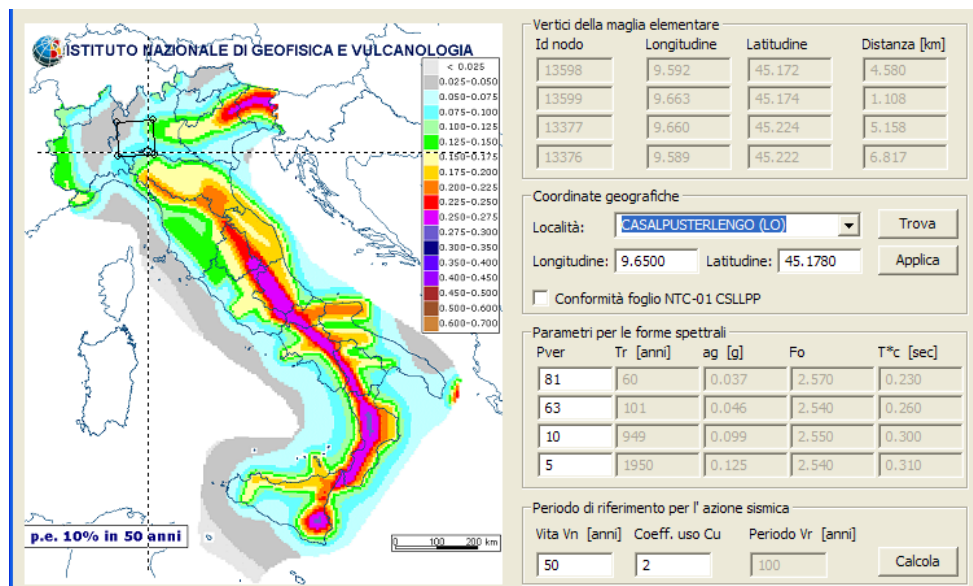 ISTITUTO NAZIONALE DI GEOFISICA E VULCANOLOGIA
< 0.025
0.025-0.050
0.050-0.075
0.075-0.100
0.100-0.125
0.125-0.150
0.150-0.175
0.175-0.200
0.200-0.225
0.225-0.250
0.250-0.275
0.275-0.300
0.300-0.350
0.350-0.400
0.400-0.450
0.450-0.500
0.500-0.600
0.600-0.700
p.e. 10% in 50 anni
0 100 200 km
Vertici della maglia elementare
Id nodo Longitudine Latitudine Distanza [km]
13598 9.592 45.172 4.580
13599 9.663 45.174 1.108
13377 9.660 45.224 5.158
13376 9.589 45.222 6.817
Coordinate geografiche
Località: CASALPUSTERLENGO (LO) Trova
Longitudine: 9.6500 Latitudine: 45.1780 Applica
Conformità foglio NTC-01 CSLLPP
Parametri per le forme spettrali
Pver Tr [anni] ag [g] Fo T*c [sec]
81 60 0.037 2.570 0.230
63 101 0.046 2.540 0.260
10 949 0.099 2.550 0.300
5 1950 0.125 2.540 0.310
Periodo di riferimento per l' azione sismica
Vita Vn [anni] Coeff. uso Cu Periodo Vr [anni]
50 2 100 Calcola